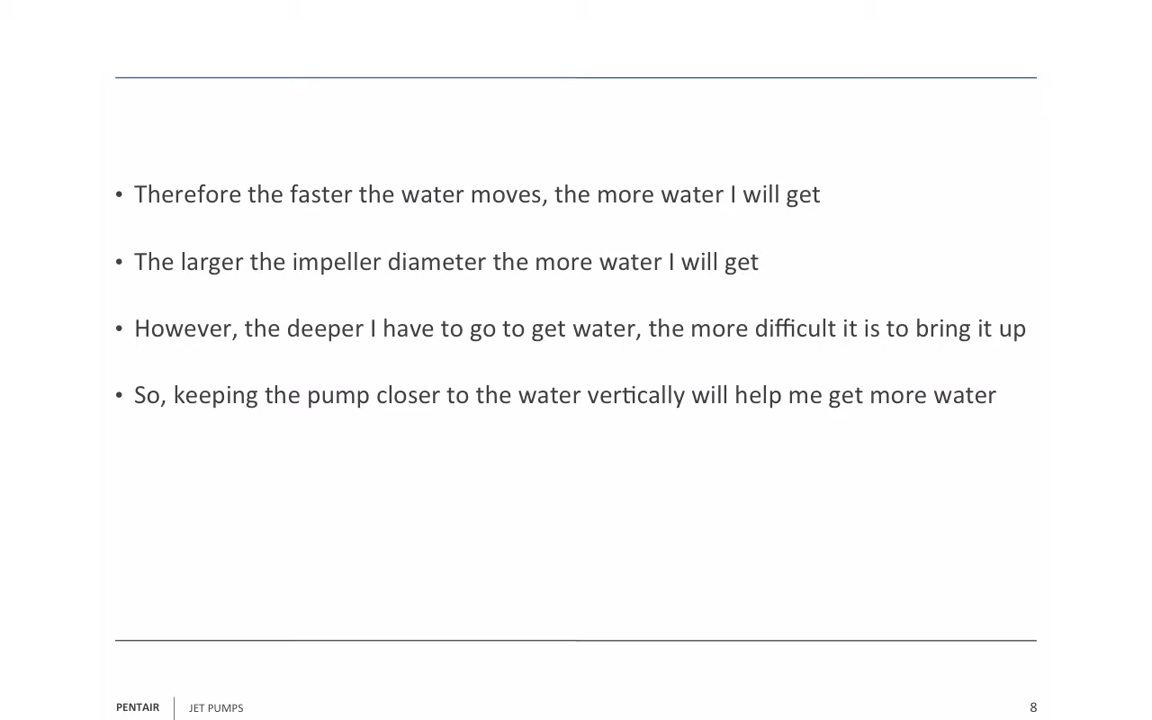 • Therefore the faster the water moves, the more water I will get
• The larger the impeller diameter the more water I will get
• However, the deeper I have to go to get water, the more difficult it is to bring it up
• So, keeping the pump closer to the water vertically will help me get more water
PENTAIR | JET PUMPS 8